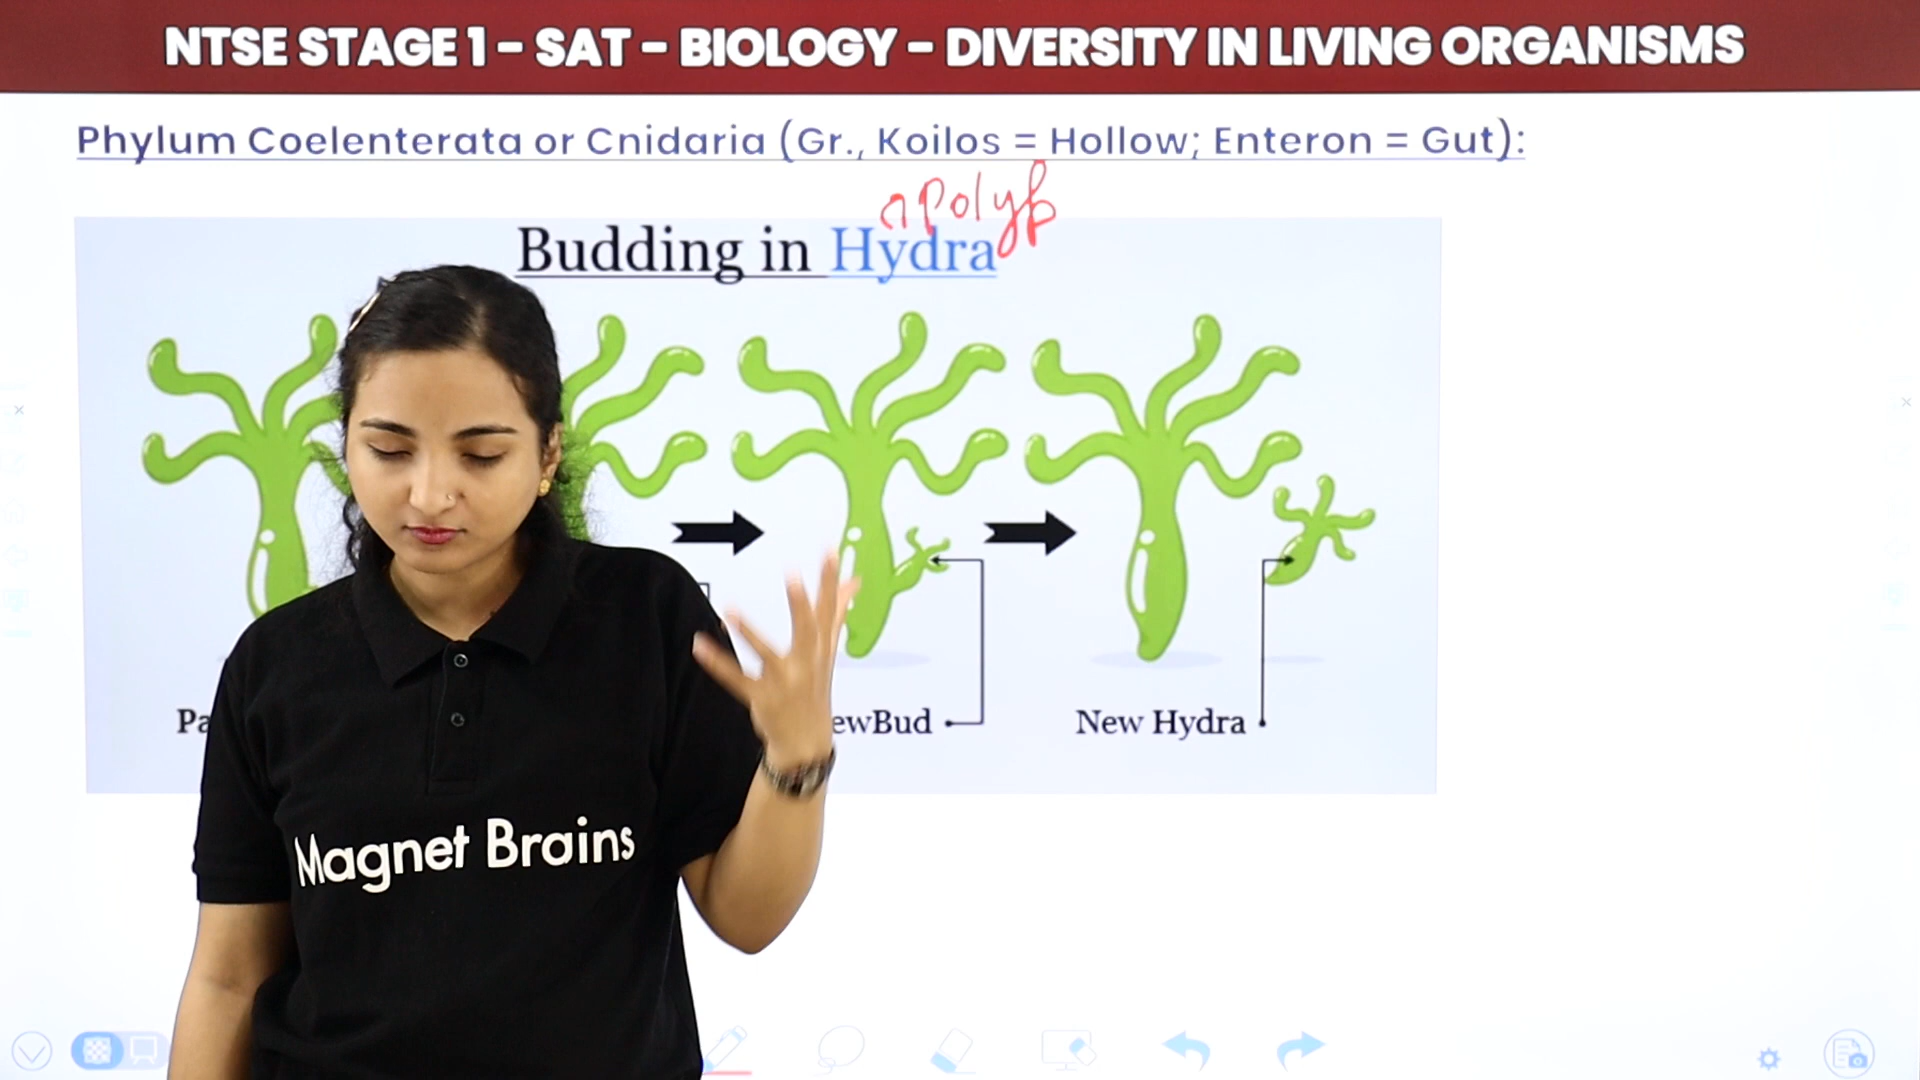 NTSE STAGE 1 – SAT – BIOLOGY – DIVERSITY IN LIVING ORGANISMS
Phylum Coelenterata or Cnidaria (Gr., Koilos = Hollow; Enteron = Gut):
Polyp
Budding in Hydra
Pa
ewBud
New Hydra
Magnet Brains